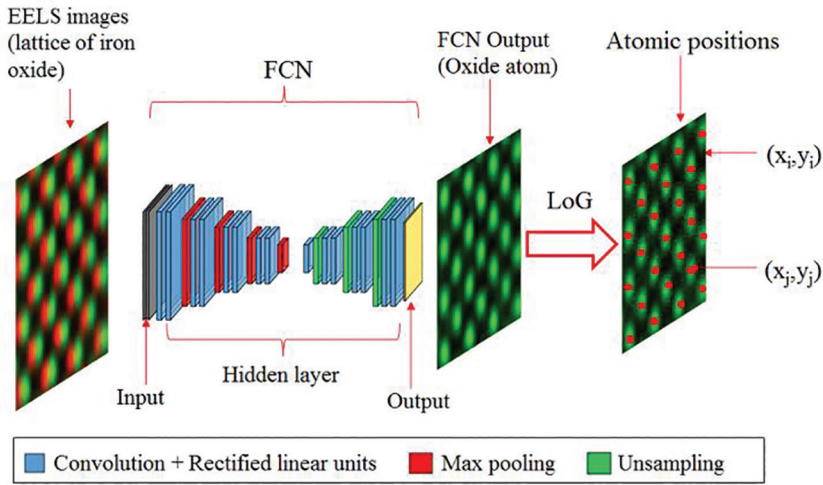 EELS images
(lattice of iron
oxide)
FCN
FCN Output
(Oxide atom)
Atomic positions
(xi,yi)
LoG
(xj,yj)
Hidden layer
Input
Output
Convolution + Rectified linear units
Max pooling
Unsampling